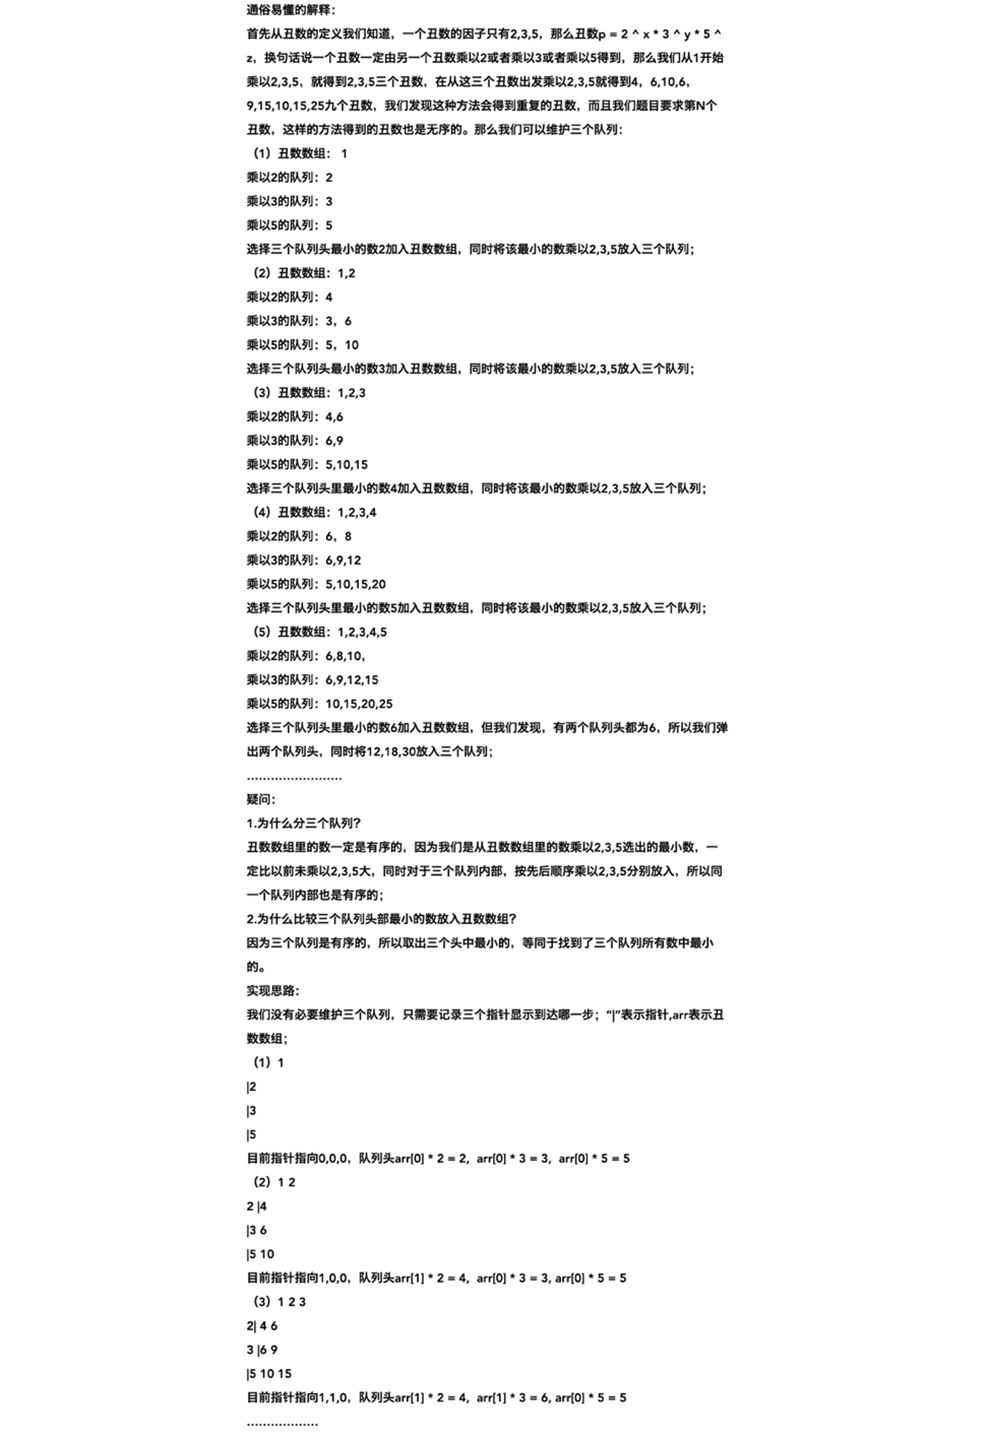 通俗易懂的解释：
首先从丑数的定义我们知道，一个丑数的因子只有2,3,5，那么丑数p = 2 ^ x * 3 ^ y * 5 ^
z，换句话说一个丑数一定由另一个丑数乘以2或者乘以3或者乘以5得到，那么我们从1开始
乘以2,3,5，就得到2,3,5三个丑数，在从这三个丑数出发乘以2,3,5就得到4，6,10,6，
9,15,10,15,25九个丑数，我们发现这种方法会得到重复的丑数，而且我们题目要求第N个
丑数，这样的方法得到的丑数也是无序的。那么我们可以维护三个队列：
（1）丑数数组： 1
乘以2的队列：2
乘以3的队列：3
乘以5的队列：5
选择三个队列头最小的数2加入丑数数组，同时将该最小的数乘以2,3,5放入三个队列；
（2）丑数数组：1,2
乘以2的队列：4
乘以3的队列：3，6
乘以5的队列：5，10
选择三个队列头最小的数3加入丑数数组，同时将该最小的数乘以2,3,5放入三个队列；
（3）丑数数组：1,2,3
乘以2的队列：4,6
乘以3的队列：6,9
乘以5的队列：5,10,15
选择三个队列头里最小的数4加入丑数数组，同时将该最小的数乘以2,3,5放入三个队列；
（4）丑数数组：1,2,3,4
乘以2的队列：6，8
乘以3的队列：6,9,12
乘以5的队列：5,10,15,20
选择三个队列头里最小的数5加入丑数数组，同时将该最小的数乘以2,3,5放入三个队列；
（5）丑数数组：1,2,3,4,5
乘以2的队列：6,8,10，
乘以3的队列：6,9,12,15
乘以5的队列：10,15,20,25
选择三个队列头里最小的数6加入丑数数组，但我们发现，有两个队列头都为6，所以我们弹
出两个队列头，同时将12,18,30放入三个队列；
……………………
疑问：
1.为什么分三个队列？
丑数数组里的数一定是有序的，因为我们是从丑数数组里的数乘以2,3,5选出的最小数，一
定比以前未乘以2,3,5大，同时对于三个队列内部，按先后顺序乘以2,3,5分别放入，所以同
一个队列内部也是有序的；
2.为什么比较三个队列头部最小的数放入丑数数组？
因为三个队列是有序的，所以取出三个头中最小的，等同于找到了三个队列所有数中最小
的。
实现思路：
我们没有必要维护三个队列，只需要记录三个指针显示到达哪一步；“|”表示指针,arr表示丑
数数组；
（1）1
|2
|3
|5
目前指针指向0,0,0，队列头arr[0] * 2 = 2,  arr[0] * 3 = 3,  arr[0] * 5 = 5
（2）1 2
2 |4
|3 6
|5 10
目前指针指向1,0,0，队列头arr[1] * 2 = 4,  arr[0] * 3 = 3, arr[0] * 5 = 5
（3）1 2 3
2| 4 6
3 |6 9
|5 10 15
目前指针指向1,1,0，队列头arr[1] * 2 = 4,  arr[1] * 3 = 6, arr[0] * 5 = 5
………………